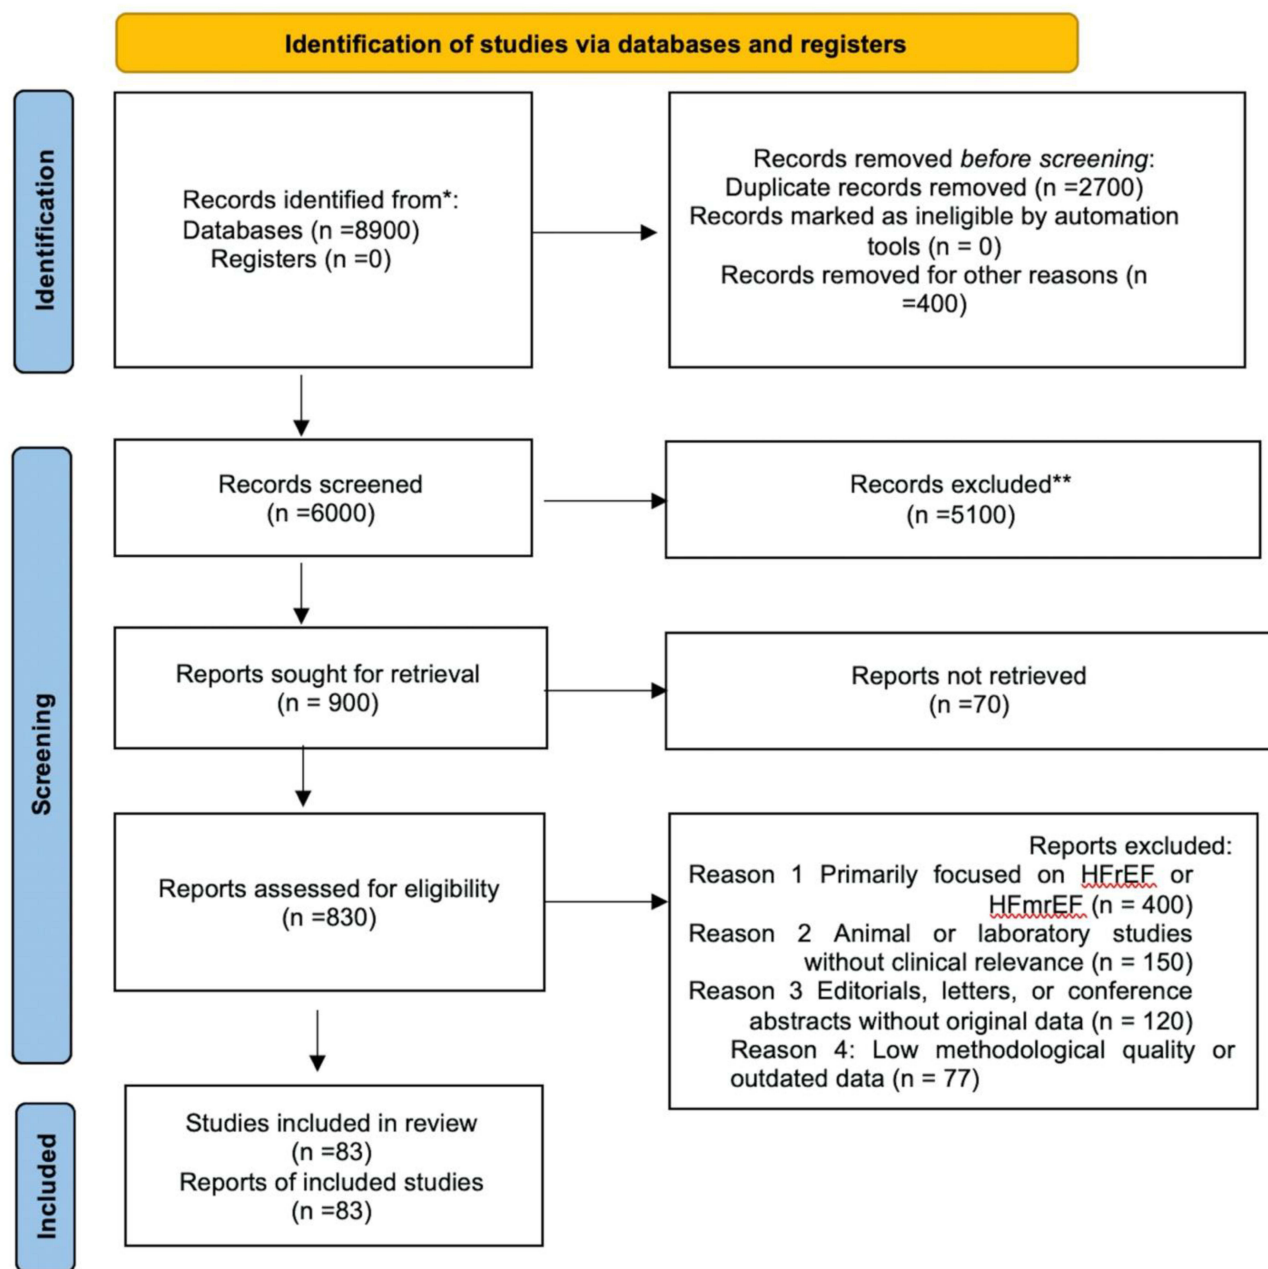 Identification of studies via databases and registers
Identification
Records identified from*:
Databases (n =8900)
Registers (n =0)
Records removed before screening:
Duplicate records removed (n =2700)
Records marked as ineligible by automation
tools (n = 0)
Records removed for other reasons (n
=400)
Screening
Records screened
(n =6000)
Records excluded**
(n =5100)
Reports sought for retrieval
(n = 900)
Reports not retrieved
(n =70)
Reports assessed for eligibility
(n =830)
Reports excluded:
Reason 1 Primarily focused on HFrEF or
HFmrEF (n = 400)
Reason 2 Animal or laboratory studies
without clinical relevance (n = 150)
Reason 3 Editorials, letters, or conference
abstracts without original data (n = 120)
Reason 4: Low methodological quality or
outdated data (n = 77)
Included
Studies included in review
(n =83)
Reports of included studies
(n =83)